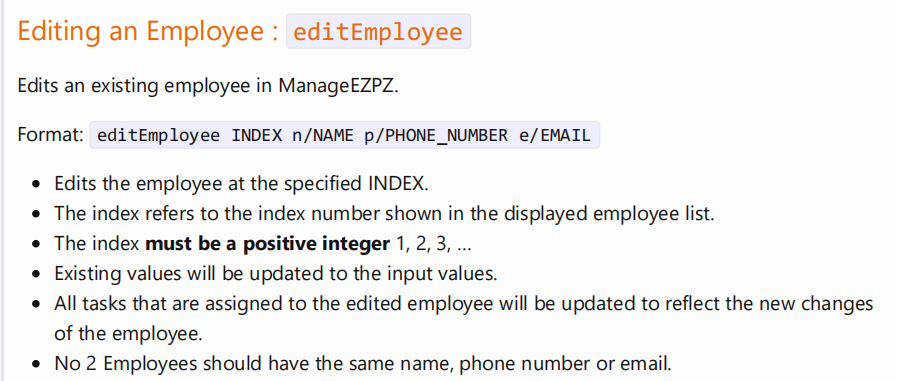 Editing an Employee : editEmployee
Edits an existing employee in ManageEZPZ.
Format: editEmployee INDEX n/NAME p/PHONE_NUMBER e/EMAIL
• Edits the employee at the specified INDEX.
• The index refers to the index number shown in the displayed employee list.
• The index must be a positive integer 1, 2, 3, …
• Existing values will be updated to the input values.
• All tasks that are assigned to the edited employee will be updated to reflect the new changes
of the employee.
• No 2 Employees should have the same name, phone number or email.